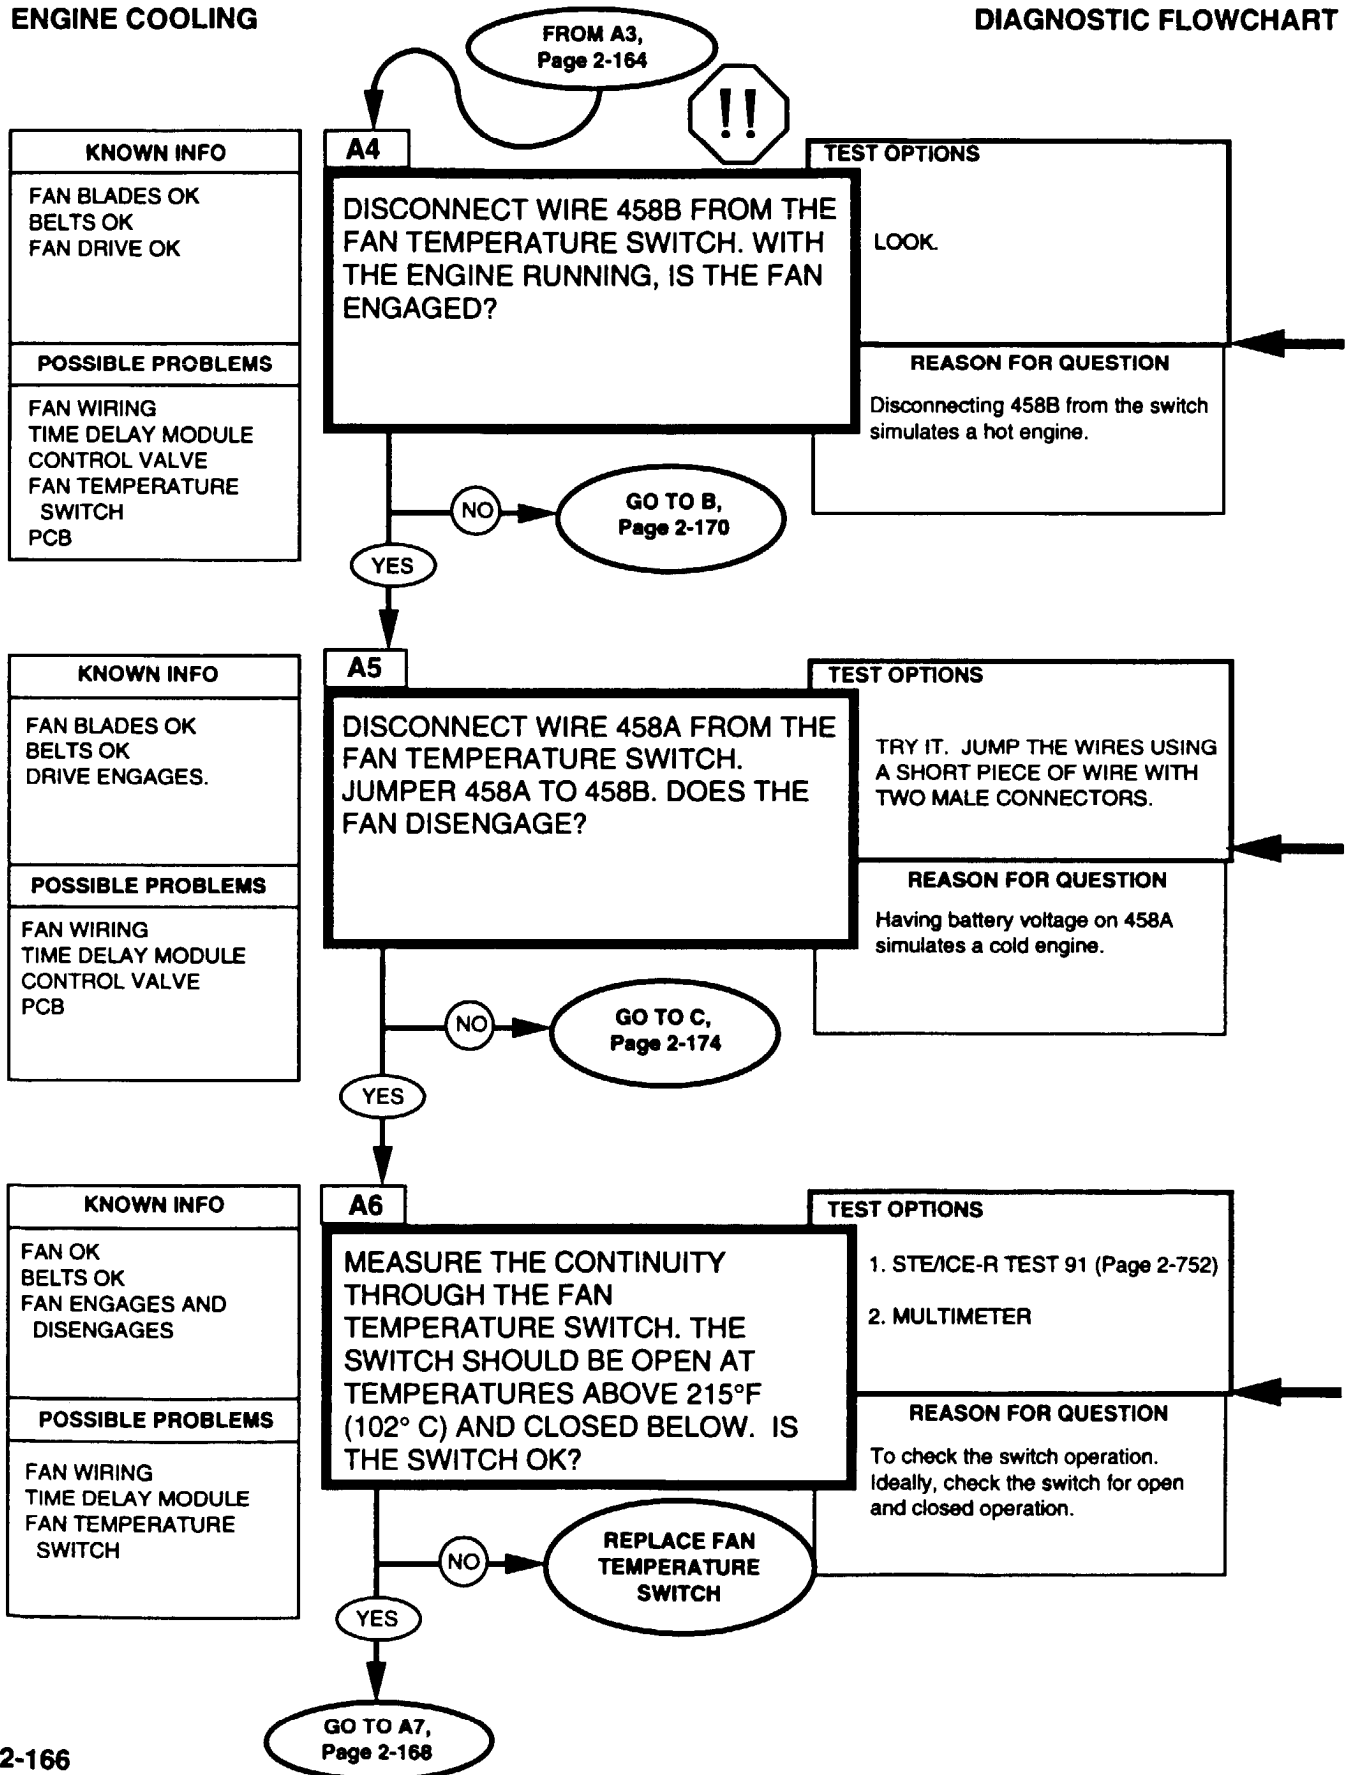 ENGINE COOLING
DIAGNOSTIC FLOWCHART
FROM A3,
Page 2-164
!!
KNOWN INFO
FAN BLADES OK
BELTS OK
FAN DRIVE OK
POSSIBLE PROBLEMS
FAN WIRING
TIME DELAY MODULE
CONTROL VALVE
FAN TEMPERATURE
SWITCH
PCB
A4
DISCONNECT WIRE 458B FROM THE
FAN TEMPERATURE SWITCH. WITH
THE ENGINE RUNNING, IS THE FAN
ENGAGED?
TEST OPTIONS
LOOK.
REASON FOR QUESTION
Disconnecting 458B from the switch
simulates a hot engine.
NO
GO TO B,
Page 2-170
YES
KNOWN INFO
FAN BLADES OK
BELTS OK
DRIVE ENGAGES.
POSSIBLE PROBLEMS
FAN WIRING
TIME DELAY MODULE
CONTROL VALVE
PCB
A5
DISCONNECT WIRE 458A FROM THE
FAN TEMPERATURE SWITCH.
JUMPER 458A TO 458B. DOES THE
FAN DISENGAGE?
TEST OPTIONS
TRY IT. JUMP THE WIRES USING
A SHORT PIECE OF WIRE WITH
TWO MALE CONNECTORS.
REASON FOR QUESTION
Having battery voltage on 458A
simulates a cold engine.
NO
GO TO C,
Page 2-174
YES
KNOWN INFO
FAN OK
BELTS OK
FAN ENGAGES AND
DISENGAGES
POSSIBLE PROBLEMS
FAN WIRING
TIME DELAY MODULE
FAN TEMPERATURE
SWITCH
A6
MEASURE THE CONTINUITY
THROUGH THE FAN
TEMPERATURE SWITCH. THE
SWITCH SHOULD BE OPEN AT
TEMPERATURES ABOVE 215°F
(102° C) AND CLOSED BELOW. IS
THE SWITCH OK?
TEST OPTIONS
1. STE/ICE-R TEST 91 (Page 2-752)
2. MULTIMETER
REASON FOR QUESTION
To check the switch operation.
Ideally, check the switch for open
and closed operation.
NO
REPLACE FAN
TEMPERATURE
SWITCH
YES
GO TO A7,
Page 2-168
2-166